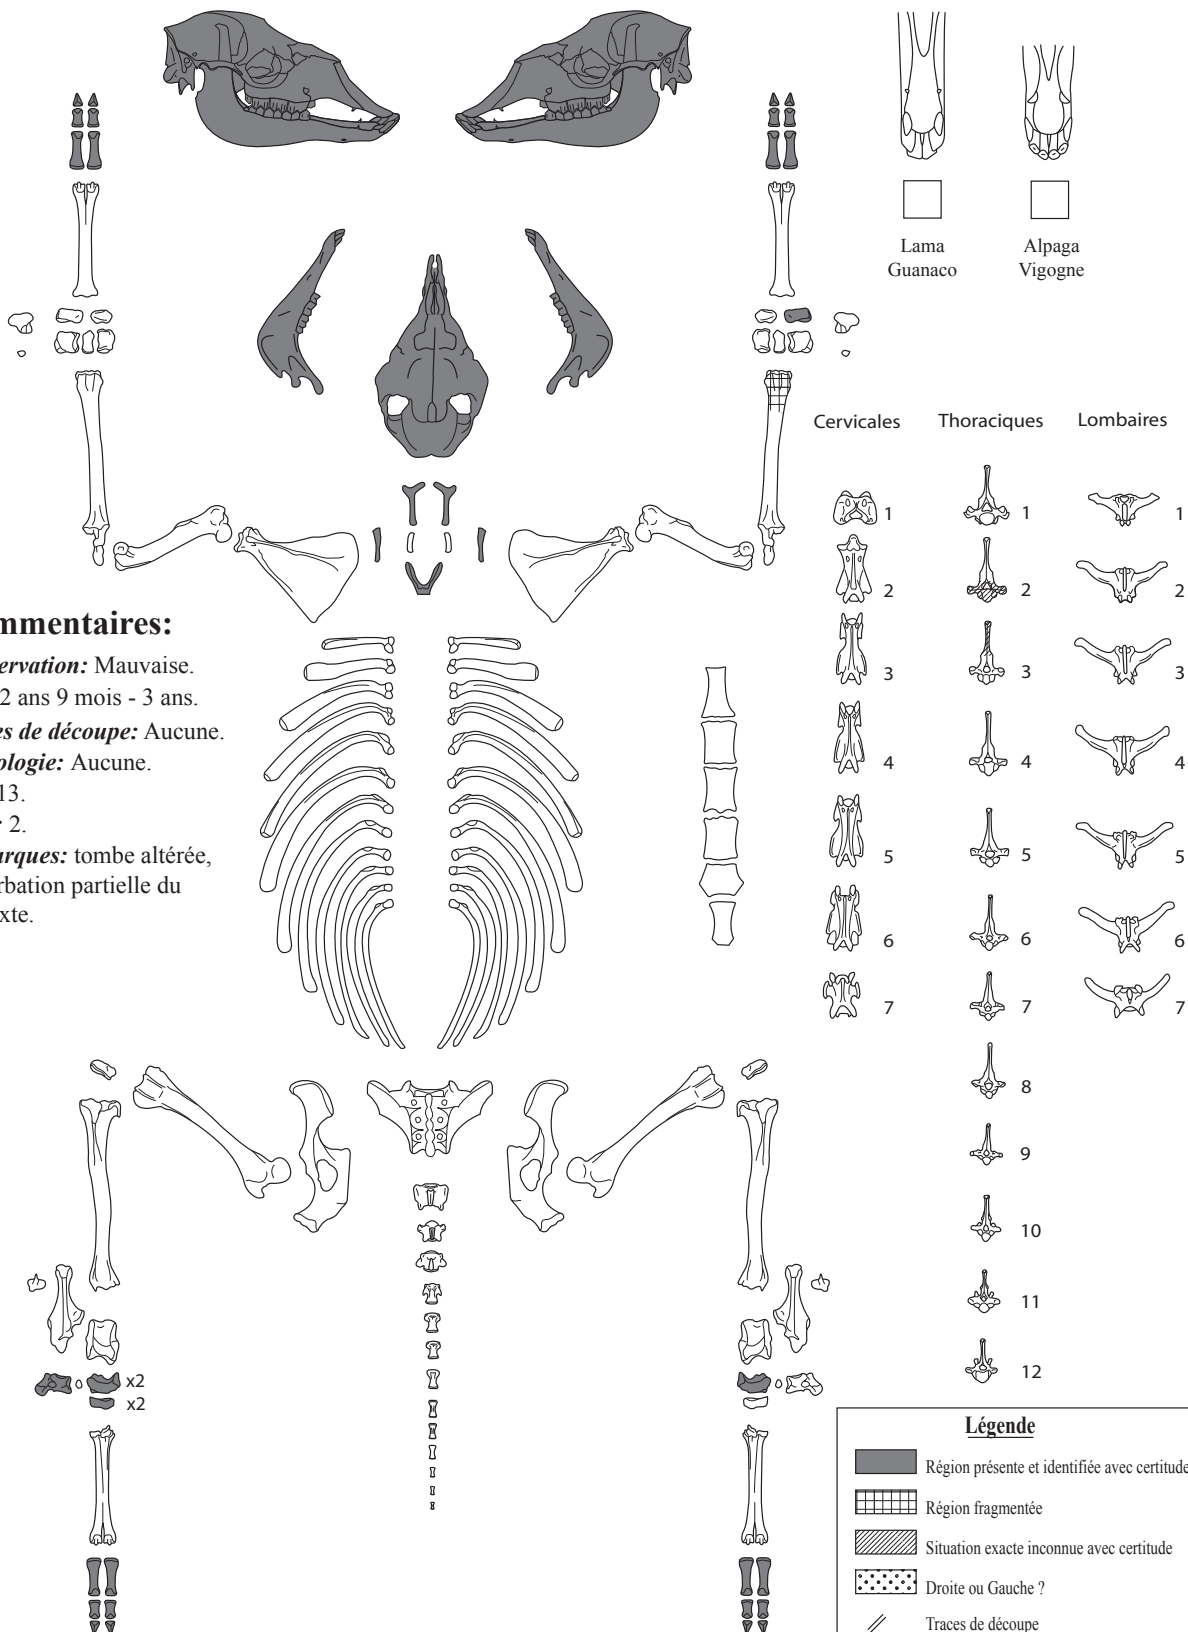 Lama
Guanaco
Alpaga
Vigogne
Cervicales
Thoraciques
Lombaires
1
2
3
4
5
6
7
1
2
3
4
5
6
7
8
9
10
11
12
1
2
3
4
5
6
7
mmentaires:
ervation: Mauvaise.
2 ans 9 mois - 3 ans.
es de découpe: Aucune.
ologie: Aucune.
13.
: 2.
arques: tombe altérée,
rbation partielle du
xte.
x2
x2
Légende
Région présente et identifiée avec certitude
Région fragmentée
Situation exacte inconnue avec certitude
Droite ou Gauche ?
Traces de découpe